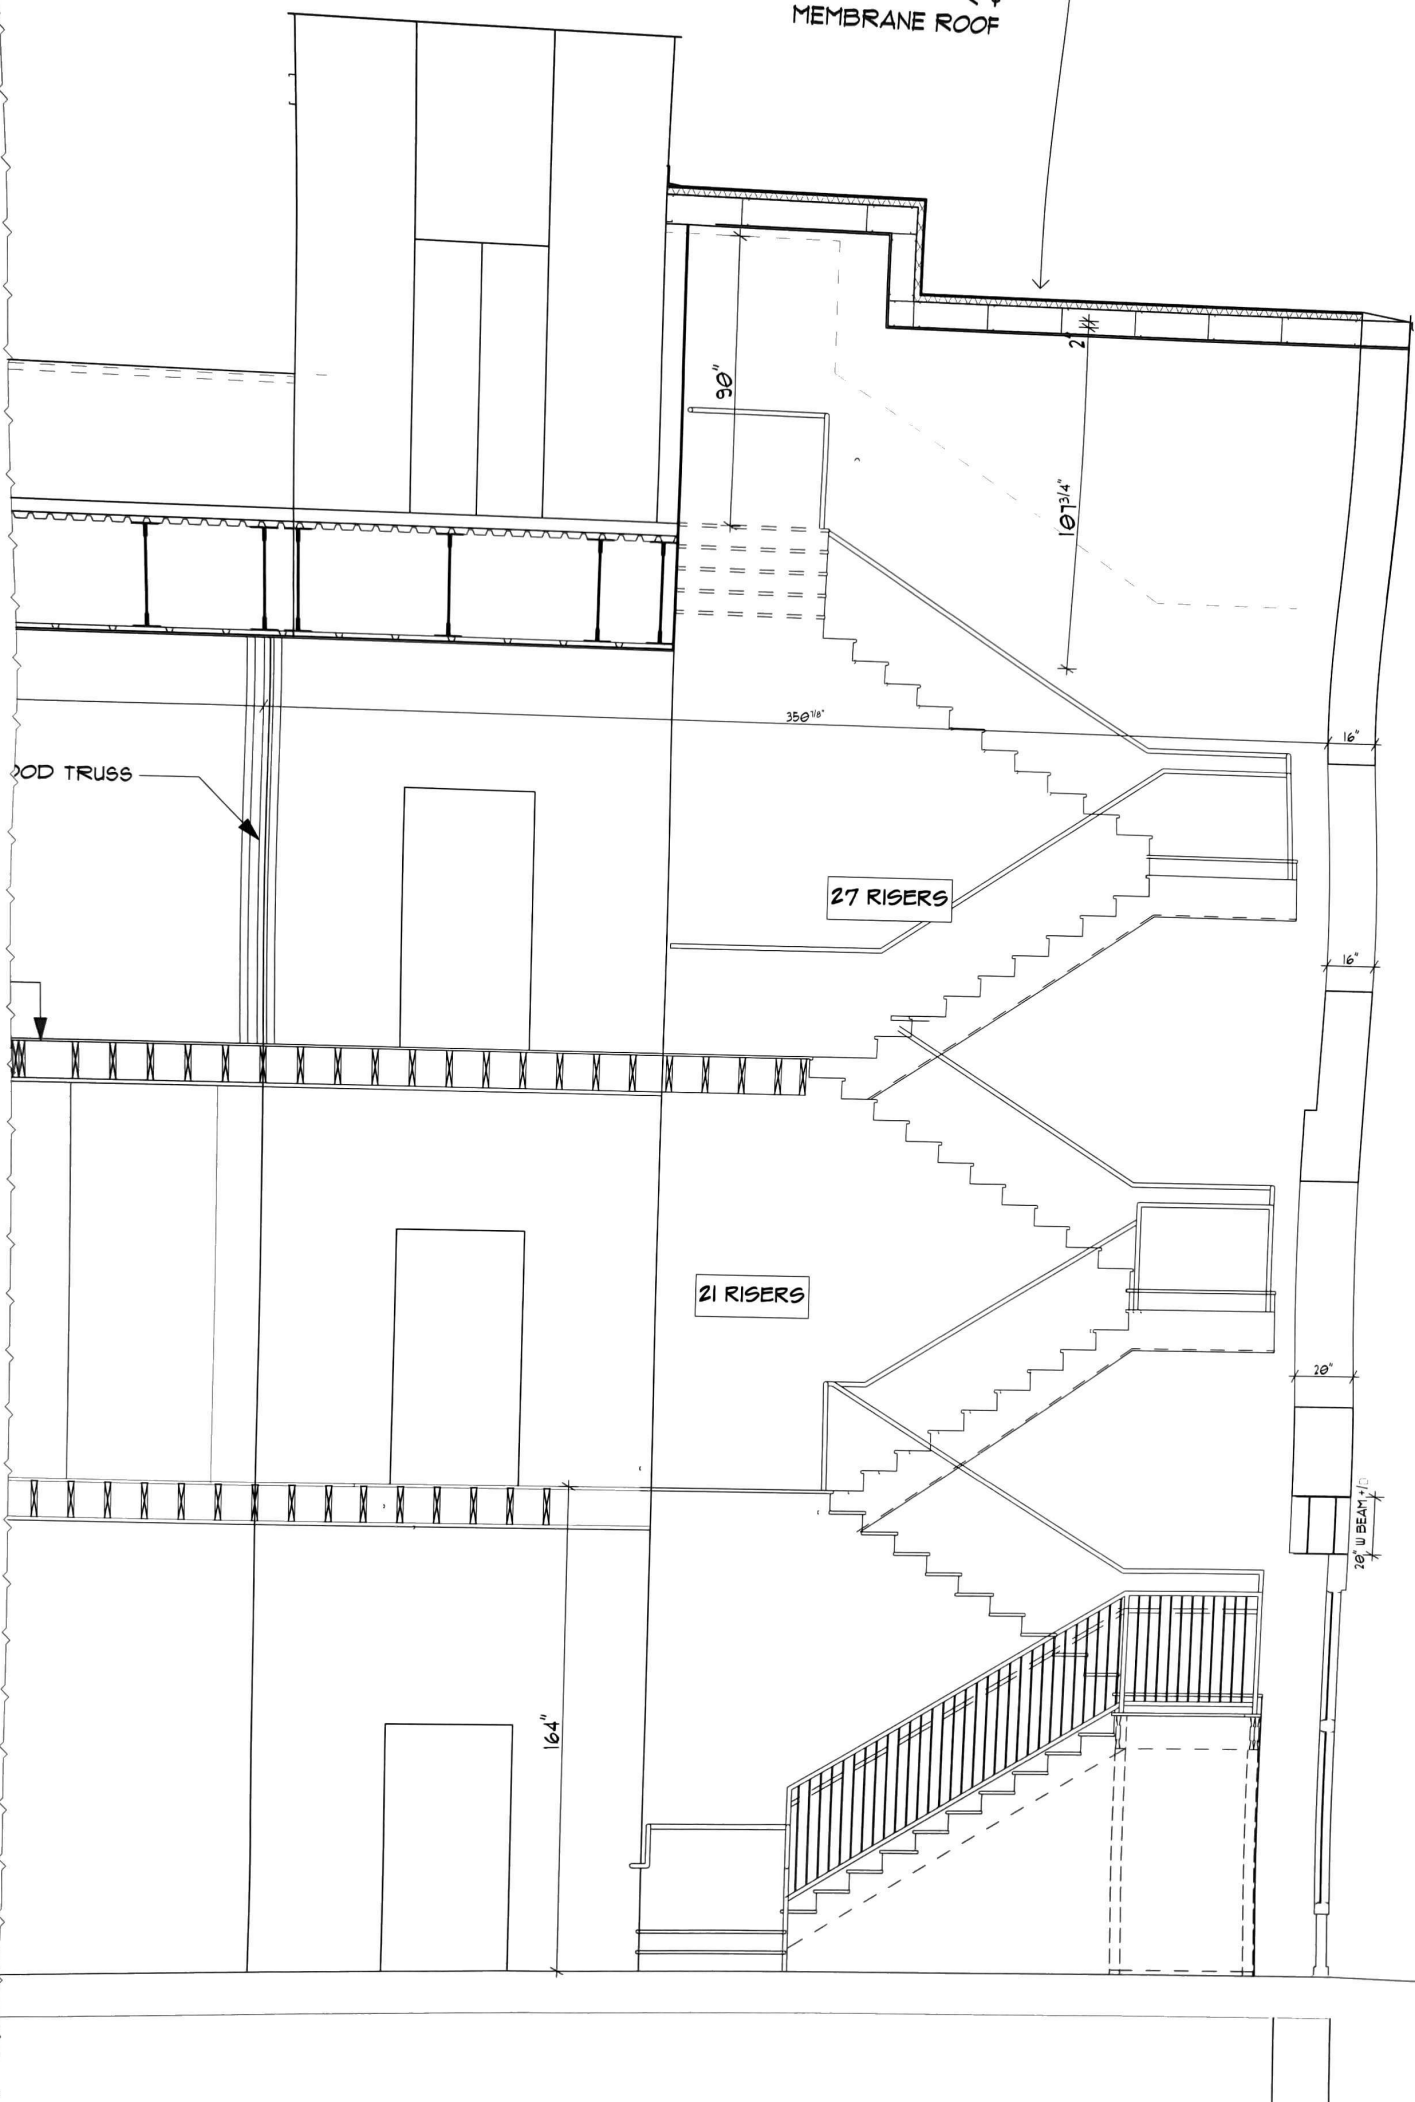 MEMBRANE ROOF
2"
90"
107 3/4"
350 7/8"
16"
OOD TRUSS
27 RISERS
16"
21 RISERS
20"
20" W BEAM +/-
164"